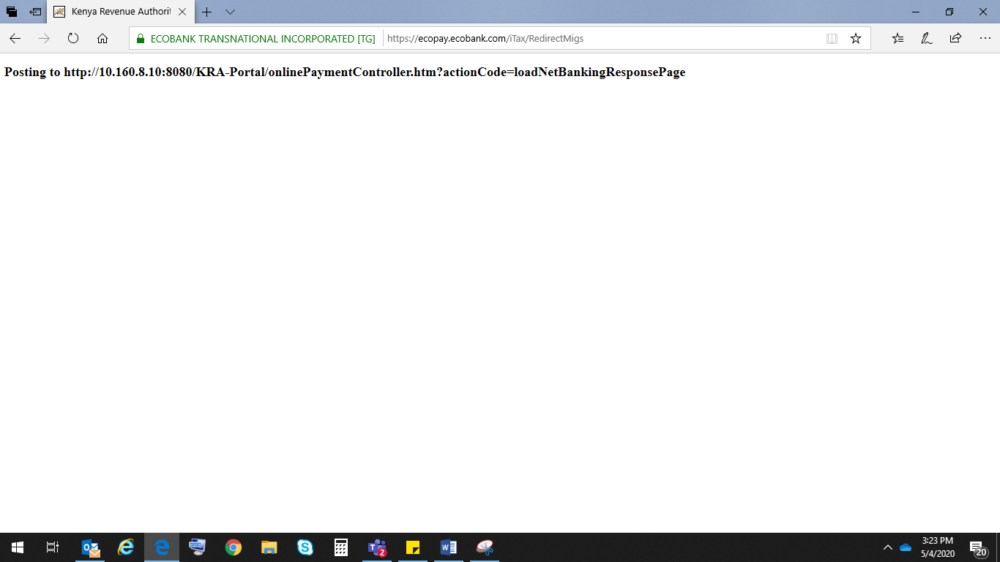 Kenya Revenue Authorit
ECOBANK TRANSNATIONAL INCORPORATED [TG]
https://ecopay.ecobank.com/iTax/RedirectMigs
Posting to http://10.160.8.10:8080/KRA-Portal/onlinePaymentController.htm?actionCode=loadNetBankingResponsePage
2
3:23 PM
5/4/2020
20